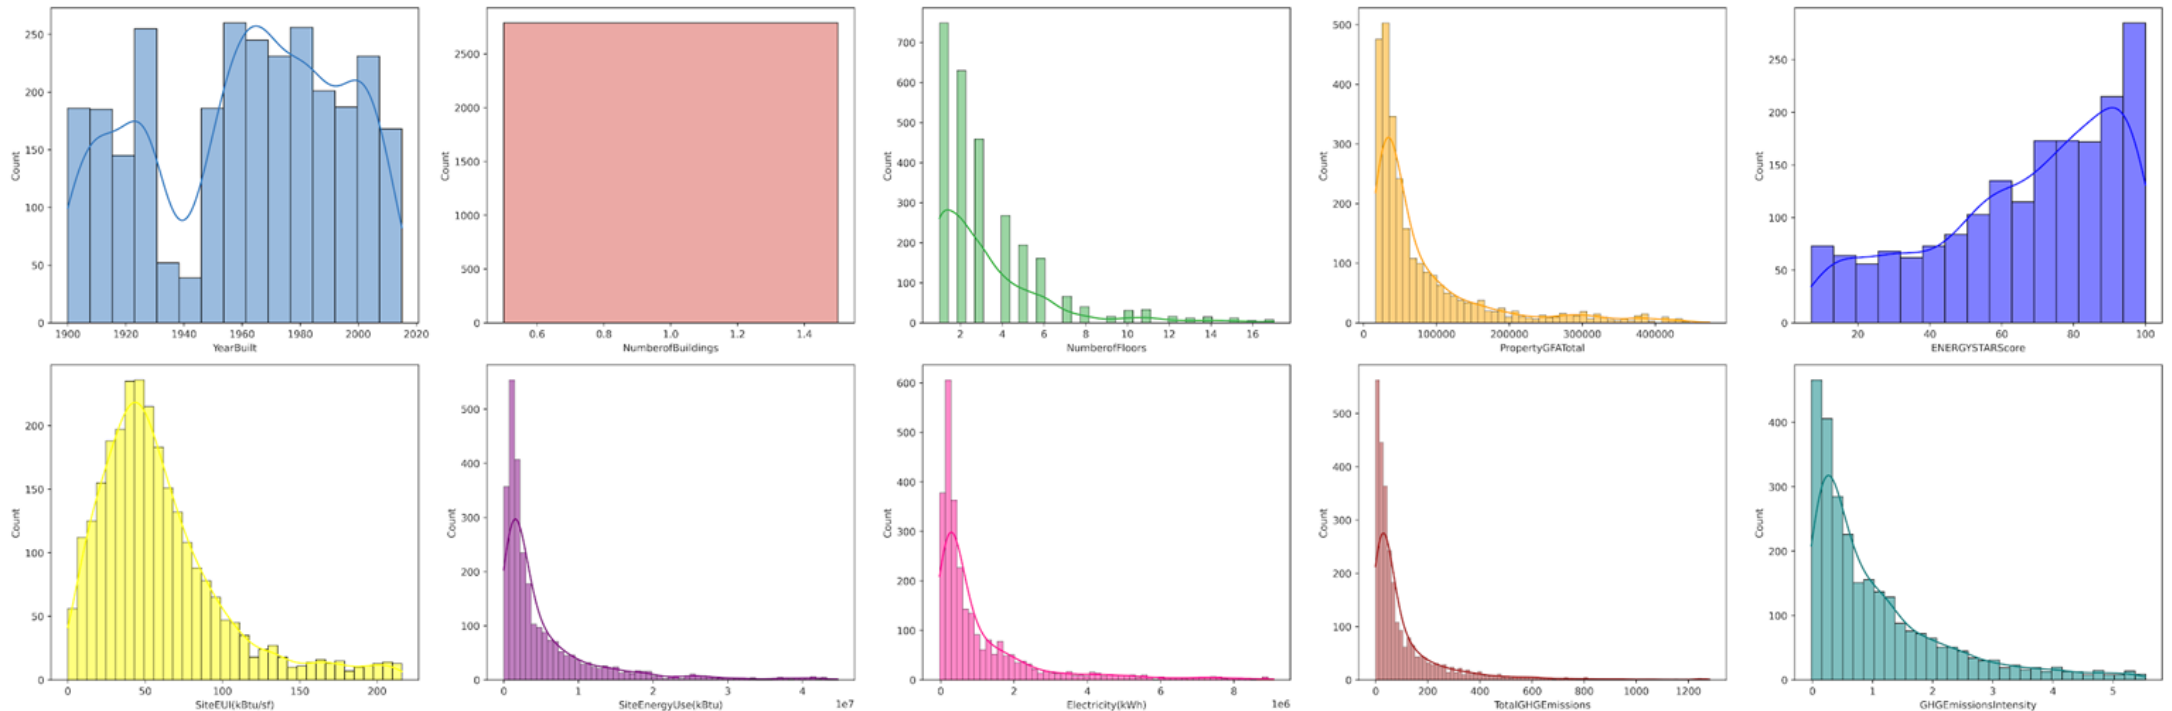 Count
250
200
150
100
50
0
1900 1920 1940 1960 1980 2000 2020
YearBuilt
Count
2500
2000
1500
1000
500
0
0.6 0.8 1.0 1.2 1.4
NumberofBuildings
Count
700
600
500
400
300
200
100
0
2 4 6 8 10 12 14 16
NumberofFloors
Count
500
400
300
200
100
0
0 100000 200000 300000 400000
PropertyGFATotal
Count
250
200
150
100
50
0
20 40 60 80 100
ENERGYSTARScore
Count
200
150
100
50
0
0 50 100 150 200
SiteEUI(kBtu/sf)
Count
500
400
300
200
100
0
0 1 2 3 4
1e7
SiteEnergyUse(kBtu)
Count
600
500
400
300
200
100
0
0 2 4 6 8
1e6
Electricity(kWh)
Count
500
400
300
200
100
0
0 200 400 600 800 1000 1200
TotalGHGEmissions
Count
400
300
200
100
0
0 1 2 3 4 5
GHGEmissionsIntensity